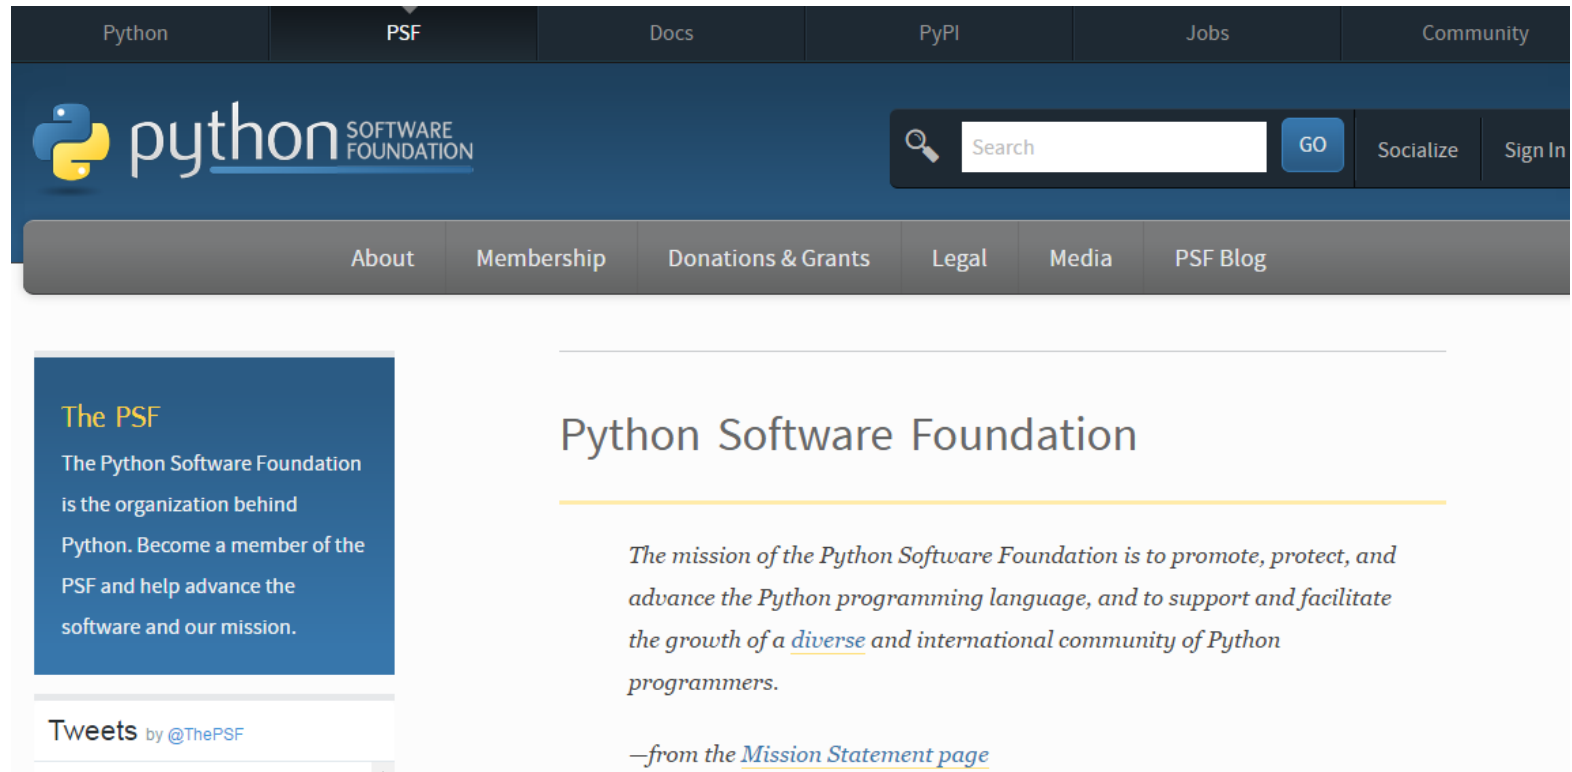 Python PSF Docs PyPI Jobs Community
python SOFTWARE FOUNDATION
Search GO Socialize Sign In
About Membership Donations & Grants Legal Media PSF Blog
The PSF
The Python Software Foundation
is the organization behind
Python. Become a member of the
PSF and help advance the
software and our mission.
Tweets by @ThePSF
Python Software Foundation
The mission of the Python Software Foundation is to promote, protect, and
advance the Python programming language, and to support and facilitate
the growth of a diverse and international community of Python
programmers.
—from the Mission Statement page